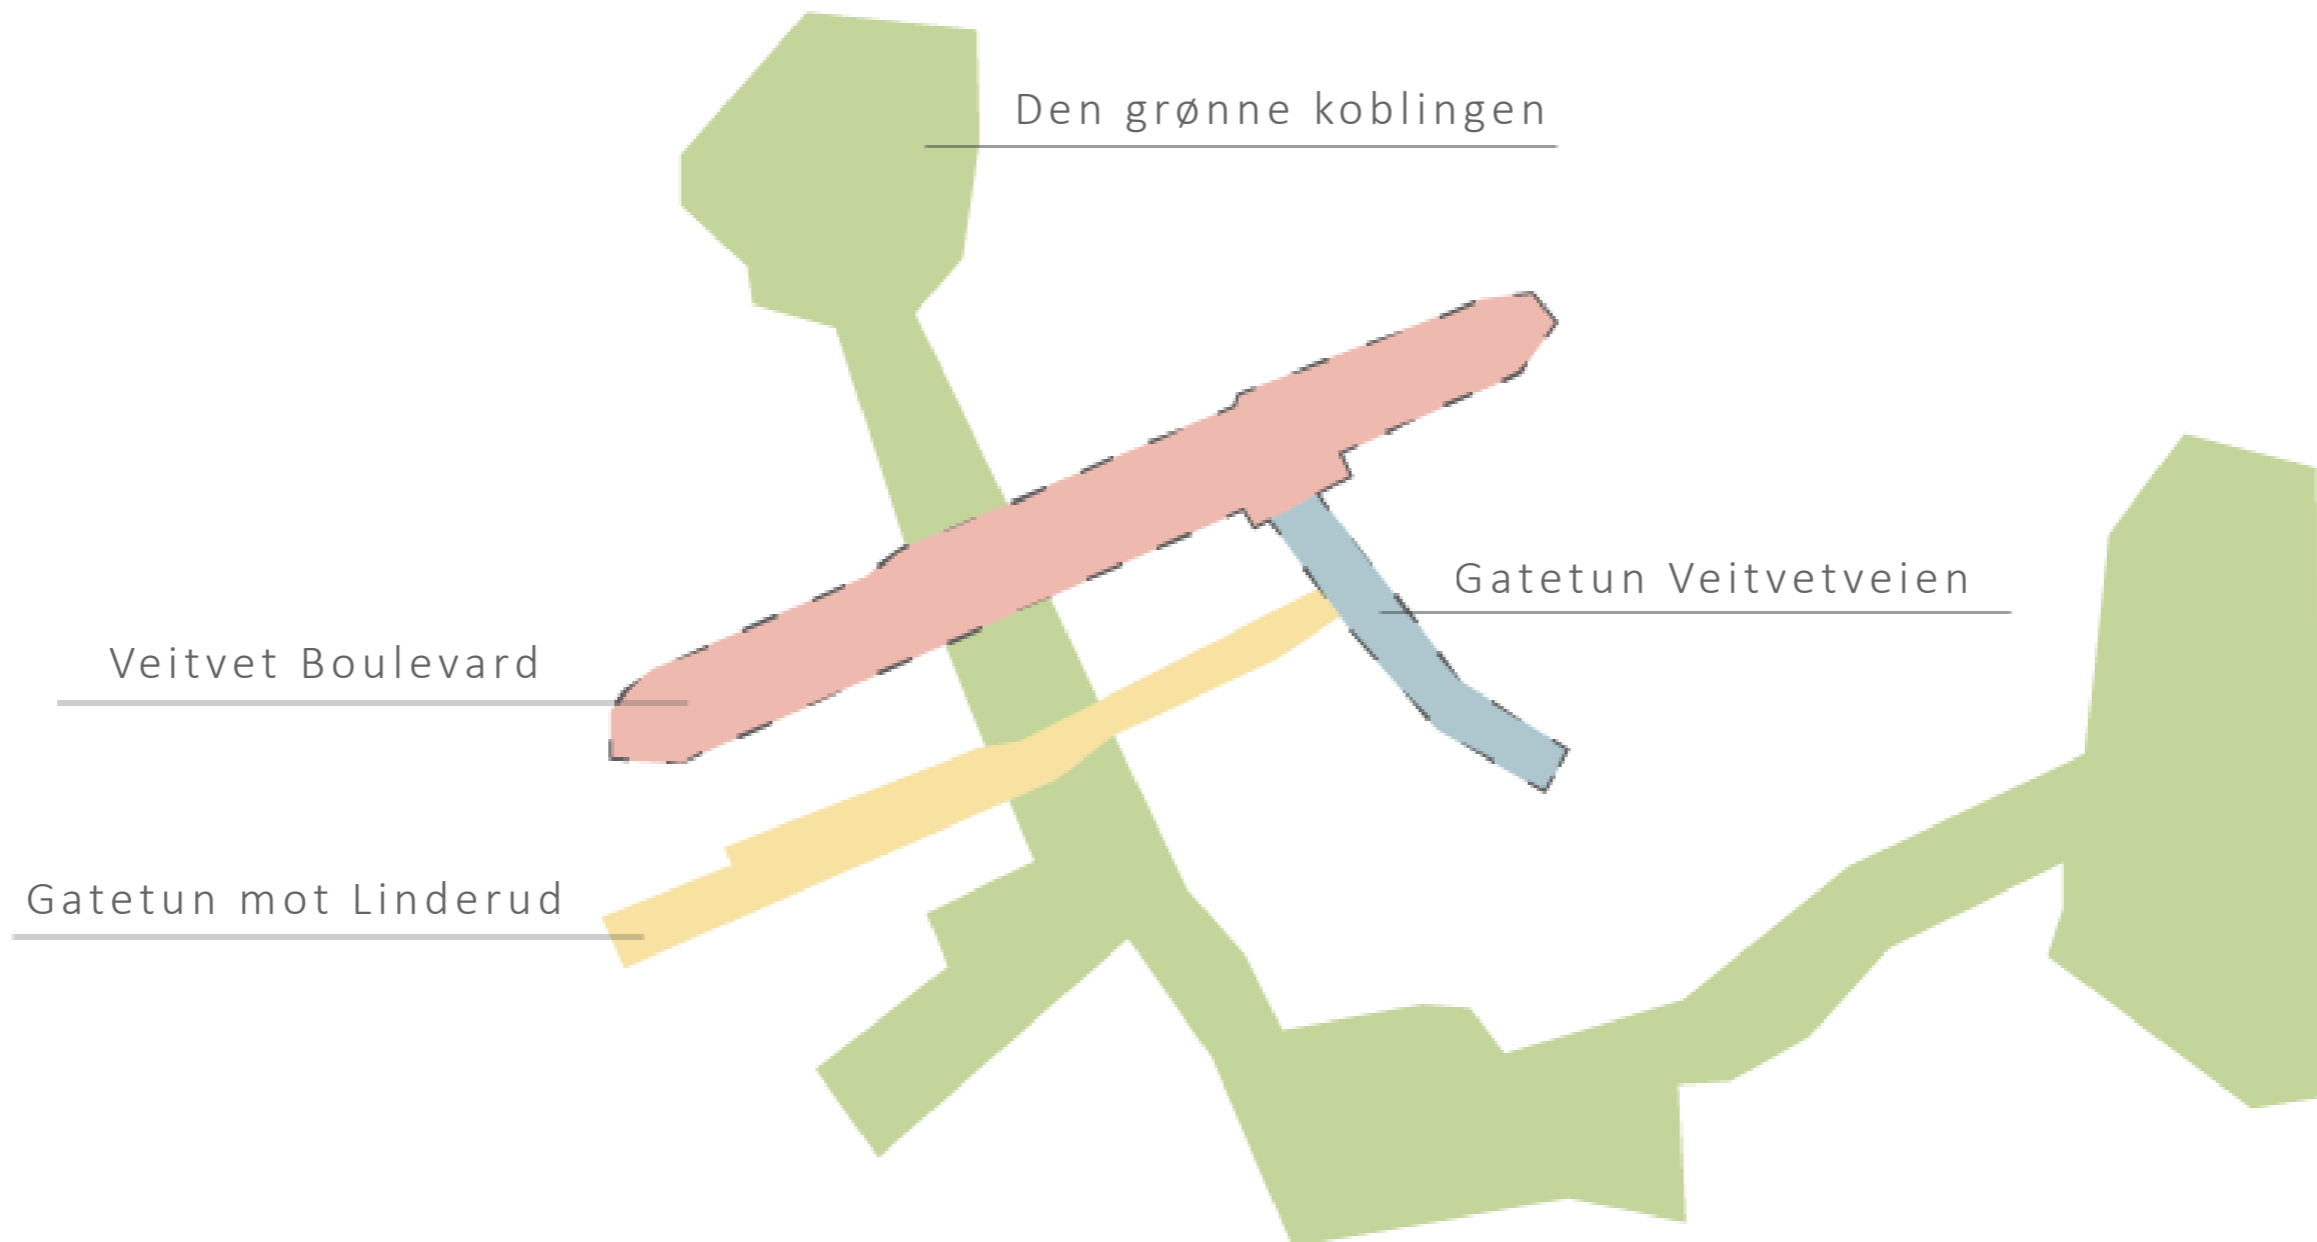 Den grønne koblingen
Gatetun Veitvetveien
Veitvet Boulevard
Gatetun mot Linderud